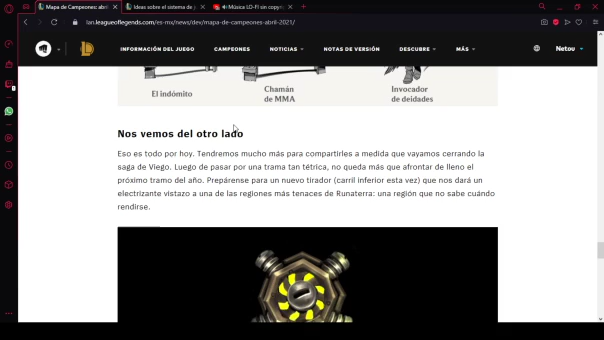 Mapa de Campeones: abril
Ideas sobre el sistema de j
Música LO-FI sin copyri
lan.leagueoflegends.com/es-mx/news/dev/mapa-de-campeones-abril-2021/
INFORMACIÓN DEL JUEGO CAMPEONES NOTICIAS NOTAS DE VERSIÓN DESCUBRE MÁS Netou
El indómito
Chamán
de MMA
Invocador
de deidades
Nos vemos del otro lado
Eso es todo por hoy. Tendremos mucho más para compartirles a medida que vayamos cerrando la
saga de Viego. Luego de pasar por una trama tan tétrica, no queda más que afrontar de lleno el
próximo tramo del año. Prepárense para un nuevo tirador (carril inferior esta vez) que nos dará un
electrizante vistazo a una de las regiones más tenaces de Runaterra: una región que no sabe cuándo
rendirse.